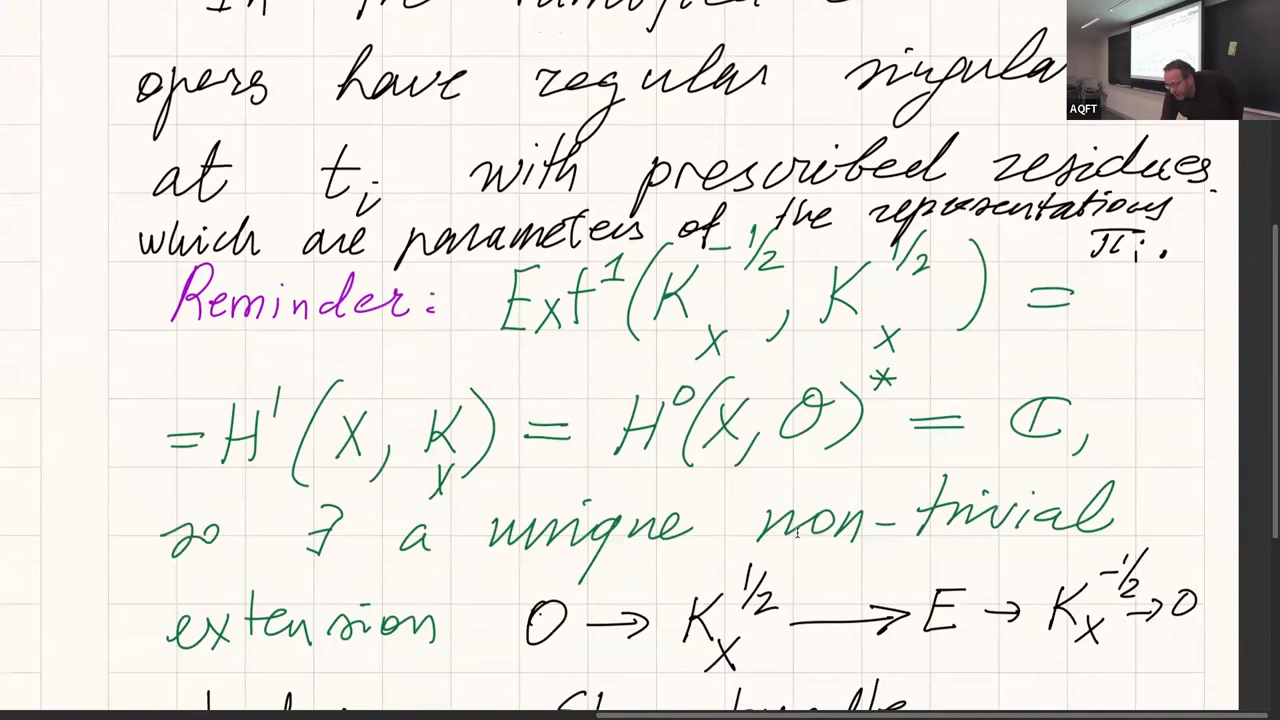 opers have regular
AQFT
at t_i with prescribed residues
which are parameters of the representations π_i.
Reminder: Ext^1(K_X^{-1/2}, K_X^{1/2}) =
= H^1(X, K_X) = H^0(X, O)^* = ℂ,
so ∃ a unique non-trivial
extension 0 → K_X^{1/2} → E → K_X^{-1/2} → 0